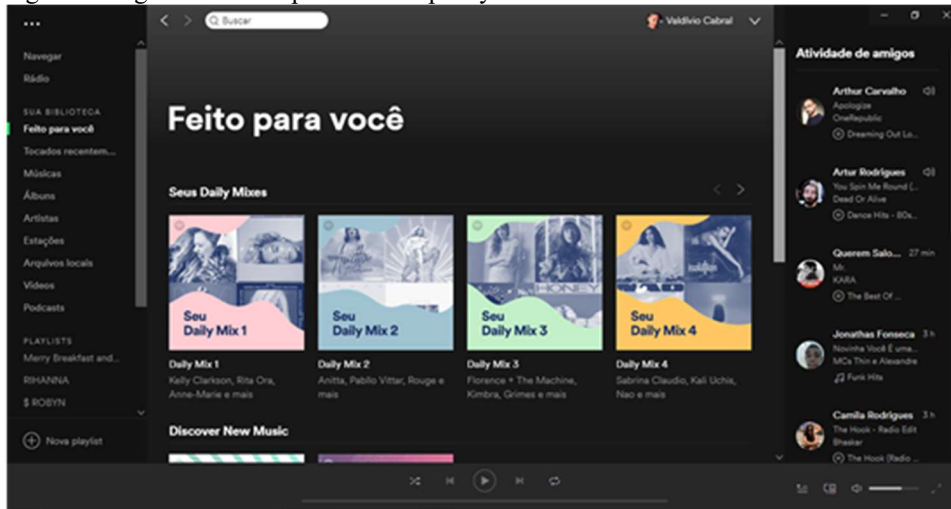 Buscar
Valdívio Cabral
Navegar
Rádio
SUA BIBLIOTECA
Feito para você
Tocados recentem...
Músicas
Álbuns
Artistas
Estações
Arquivos locais
Vídeos
Podcasts
PLAYLISTS
Merry Breakfast and...
RIHANNA
$ ROBYN
Nova playlist
Feito para você
Seus Daily Mixes
Seu
Daily Mix 1
Daily Mix 1
Kelly Clarkson, Rita Ora,
Anne-Marie e mais
Seu
Daily Mix 2
Daily Mix 2
Anitta, Pabllo Vittar, Rouge e
mais
HONEY
Seu
Daily Mix 3
Daily Mix 3
Florence + The Machine,
Kimbra, Grimes e mais
Seu
Daily Mix 4
Daily Mix 4
Sabrina Claudio, Kali Uchis,
Nao e mais
Discover New Music
Atividade de amigos
Arthur Carvalho
Apologize
OneRepublic
Dreaming Out Lo...
Artur Rodrigues
You Spin Me Round (...
Dead Or Alive
Dance Hits - 80s...
Querem Salo... 27 min
Mr.
KARA
The Best Of ...
Jonathas Fonseca 3 h
Novinha Você É uma...
MCs Thin e Alexandre
Funk Hits
Camila Rodrigues 3 h
The Hook - Radio Edit
Bhaskar
The Hook (Radio ...